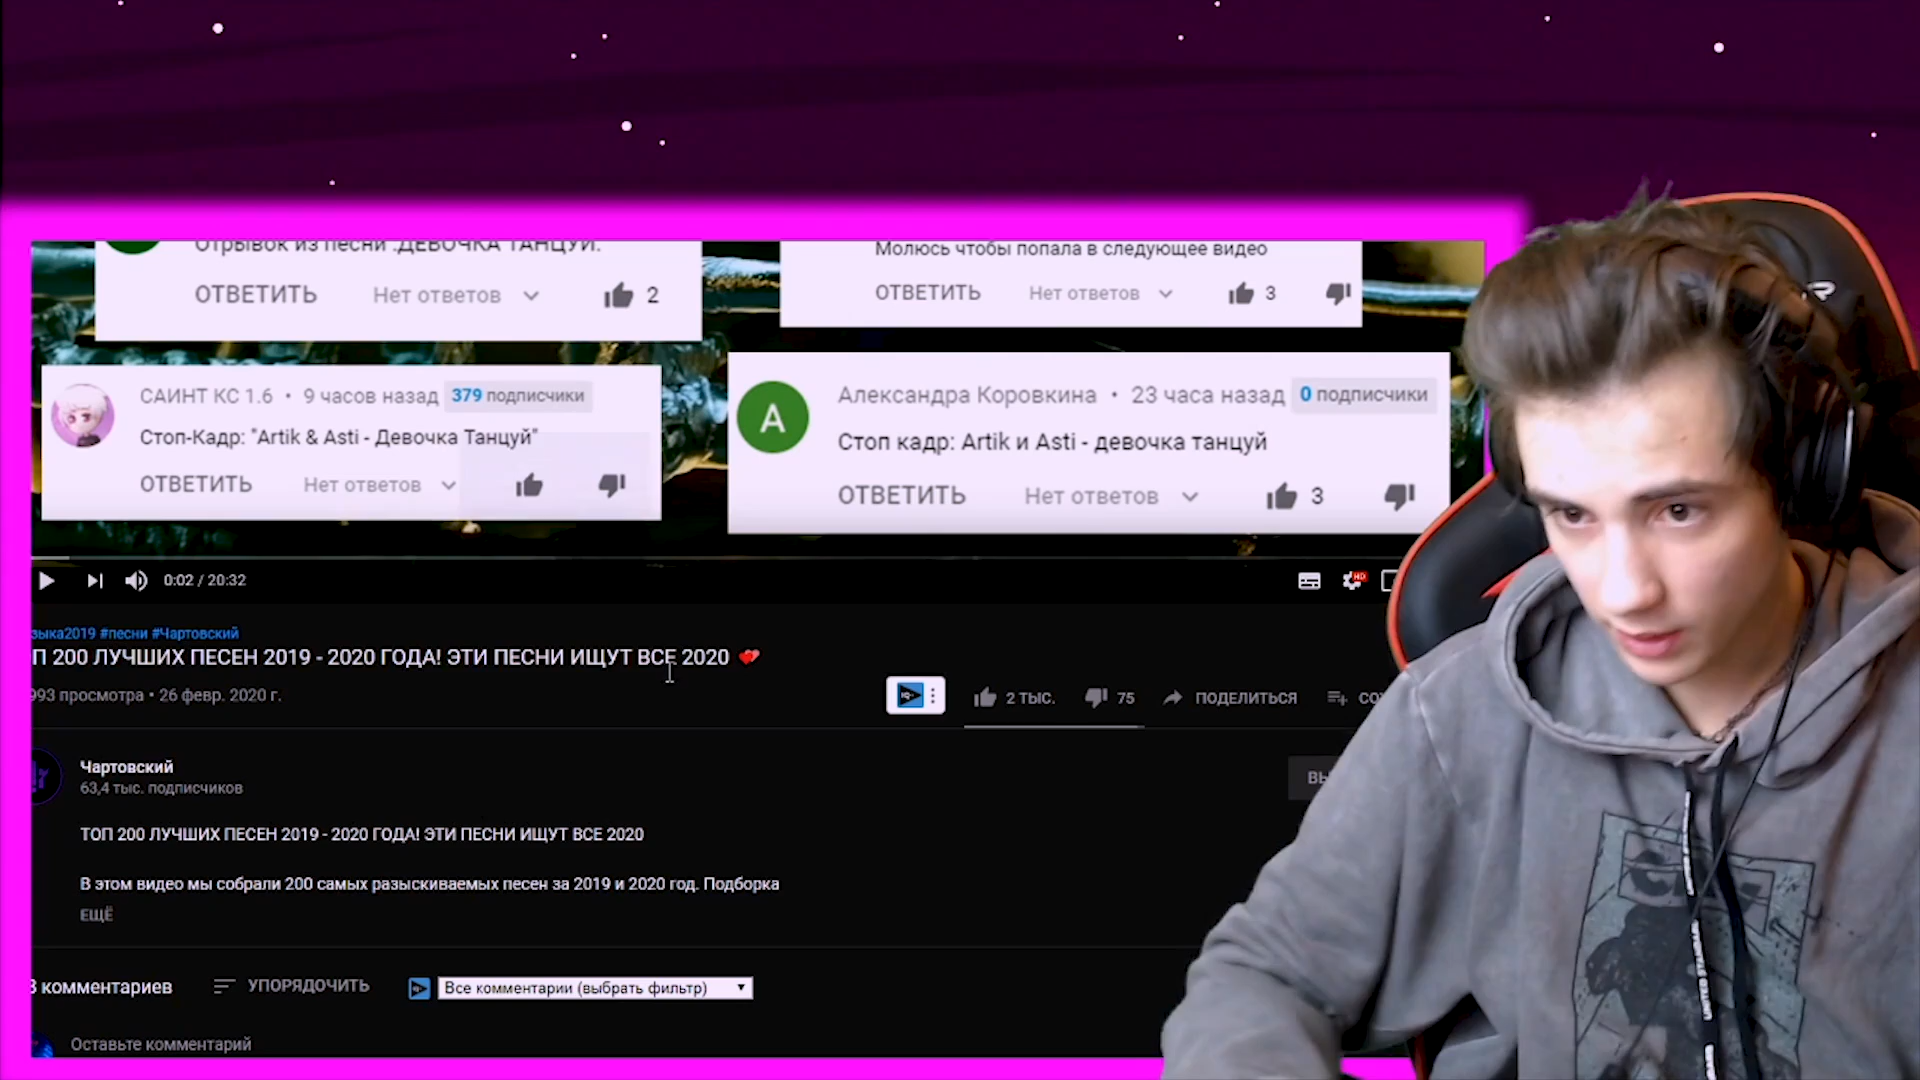 Отрывок из песни :ДЕВОЧКА ТАНЦУЙ.
ОТВЕТИТЬ Нет ответов 2
Молюсь чтобы попала в следующее видео
ОТВЕТИТЬ Нет ответов 3
САИНТ КС 1.6 • 9 часов назад 379 подписчики
Стоп-Кадр: "Artik & Asti - Девочка Танцуй"
ОТВЕТИТЬ Нет ответов
А
Александра Коровкина • 23 часа назад 0 подписчики
Стоп кадр: Artik и Asti - девочка танцуй
ОТВЕТИТЬ Нет ответов 3
0:02 / 20:32
HD
зыка2019 #песни #Чартовский
П 200 ЛУЧШИХ ПЕСЕН 2019 - 2020 ГОДА! ЭТИ ПЕСНИ ИЩУТ ВСЕ 2020 💕
993 просмотра • 26 февр. 2020 г.
2 ТЫС. 75 ПОДЕЛИТЬСЯ СО
Чартовский
63,4 тыс. подписчиков
ВЫ
ТОП 200 ЛУЧШИХ ПЕСЕН 2019 - 2020 ГОДА! ЭТИ ПЕСНИ ИЩУТ ВСЕ 2020
В этом видео мы собрали 200 самых разыскиваемых песен за 2019 и 2020 год. Подборка
ЕЩЁ
3 комментариев УПОРЯДОЧИТЬ Все комментарии (выбрать фильтр)
Оставьте комментарий